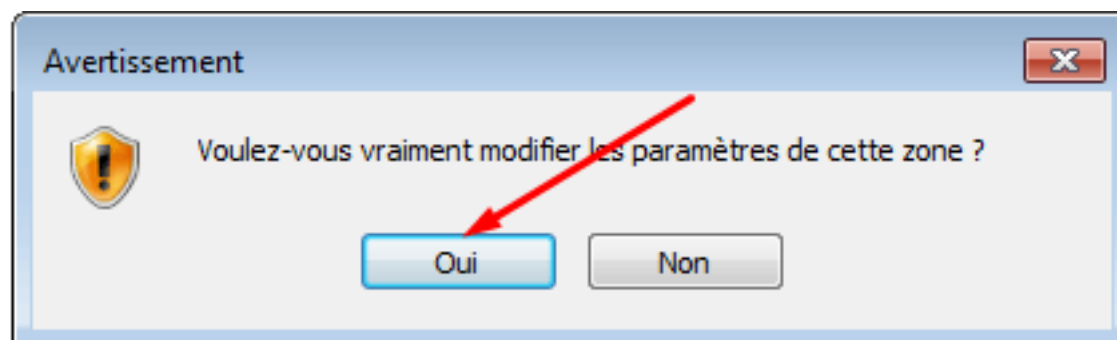 Avertissement
Voulez-vous vraiment modifier les paramètres de cette zone ?
Oui
Non